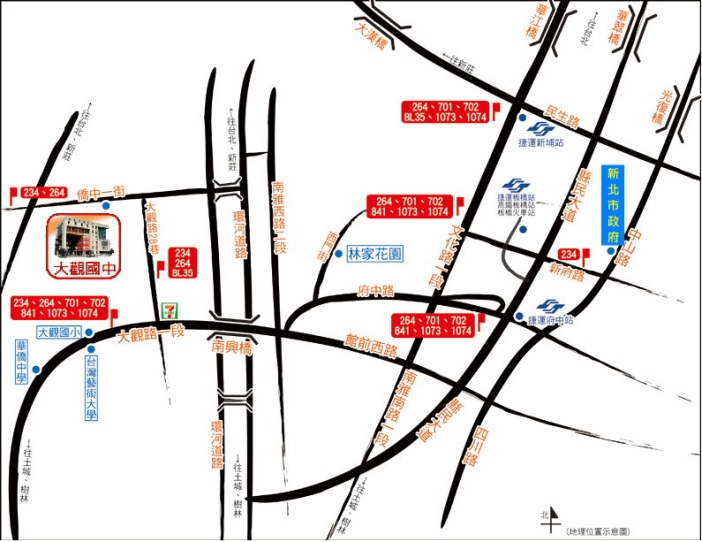 大漢橋
華江橋
←往台北
華翠橋
光復橋
←往新莊
民生路
264、701、702
BL35、1073、1074
捷運新埔站
←往台北、新莊
←往台北、新莊
234、264
僑中一街
大觀國中
大觀路28巷
234
264
BL35
環河道路
南雅西路二段
西門街
林家花園
264、701、702
841、1073、1074
文化路一段
捷運板橋站
高鐵板橋站
板橋火車站
縣民大道
新北市政府
中山路
234
新府路
府中路
234、264、701、702
841、1073、1074
7
ELEVEN
大觀國小
大觀路一段
南興橋
264、701、702
841、1073、1074
捷運府中站
館前西路
華僑中學
台灣藝術大學
南雅南路一段
縣民大道
四川路
環河道路
→往土城、樹林
→往土城、樹林
→往土城、樹林
北
(地理位置示意圖)